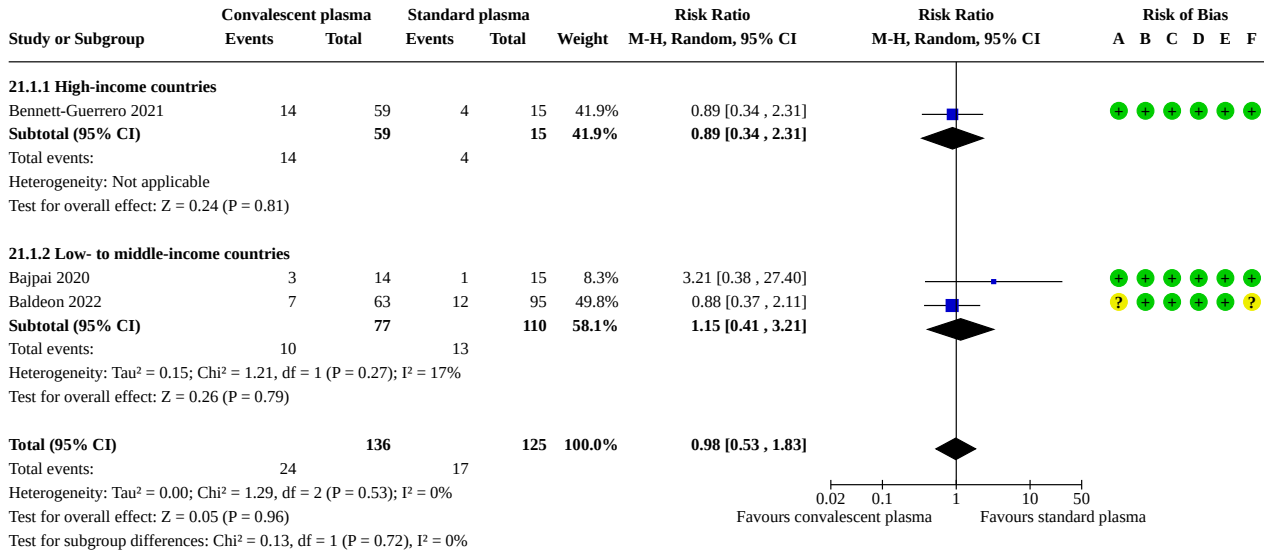 Convalescent plasma Standard plasma Risk Ratio Risk Ratio Risk of Bias
Study or Subgroup Events Total Events Total Weight M-H, Random, 95% CI M-H, Random, 95% CI A B C D E F
21.1.1 High-income countries
Bennett-Guerrero 2021 14 59 4 15 41.9% 0.89 [0.34 , 2.31] + + + + + +
Subtotal (95% CI) 59 15 41.9% 0.89 [0.34 , 2.31]
Total events: 14 4
Heterogeneity: Not applicable
Test for overall effect: Z = 0.24 (P = 0.81)
21.1.2 Low- to middle-income countries
Bajpai 2020 3 14 1 15 8.3% 3.21 [0.38 , 27.40] + + + + + +
Baldeon 2022 7 63 12 95 49.8% 0.88 [0.37 , 2.11] ? + + + + ?
Subtotal (95% CI) 77 110 58.1% 1.15 [0.41 , 3.21]
Total events: 10 13
Heterogeneity: Tau² = 0.15; Chi² = 1.21, df = 1 (P = 0.27); I² = 17%
Test for overall effect: Z = 0.26 (P = 0.79)
Total (95% CI) 136 125 100.0% 0.98 [0.53 , 1.83]
Total events: 24 17
Heterogeneity: Tau² = 0.00; Chi² = 1.29, df = 2 (P = 0.53); I² = 0%
0.02 0.1 1 10 50
Test for overall effect: Z = 0.05 (P = 0.96)
Favours convalescent plasma Favours standard plasma
Test for subgroup differences: Chi² = 0.13, df = 1 (P = 0.72), I² = 0%